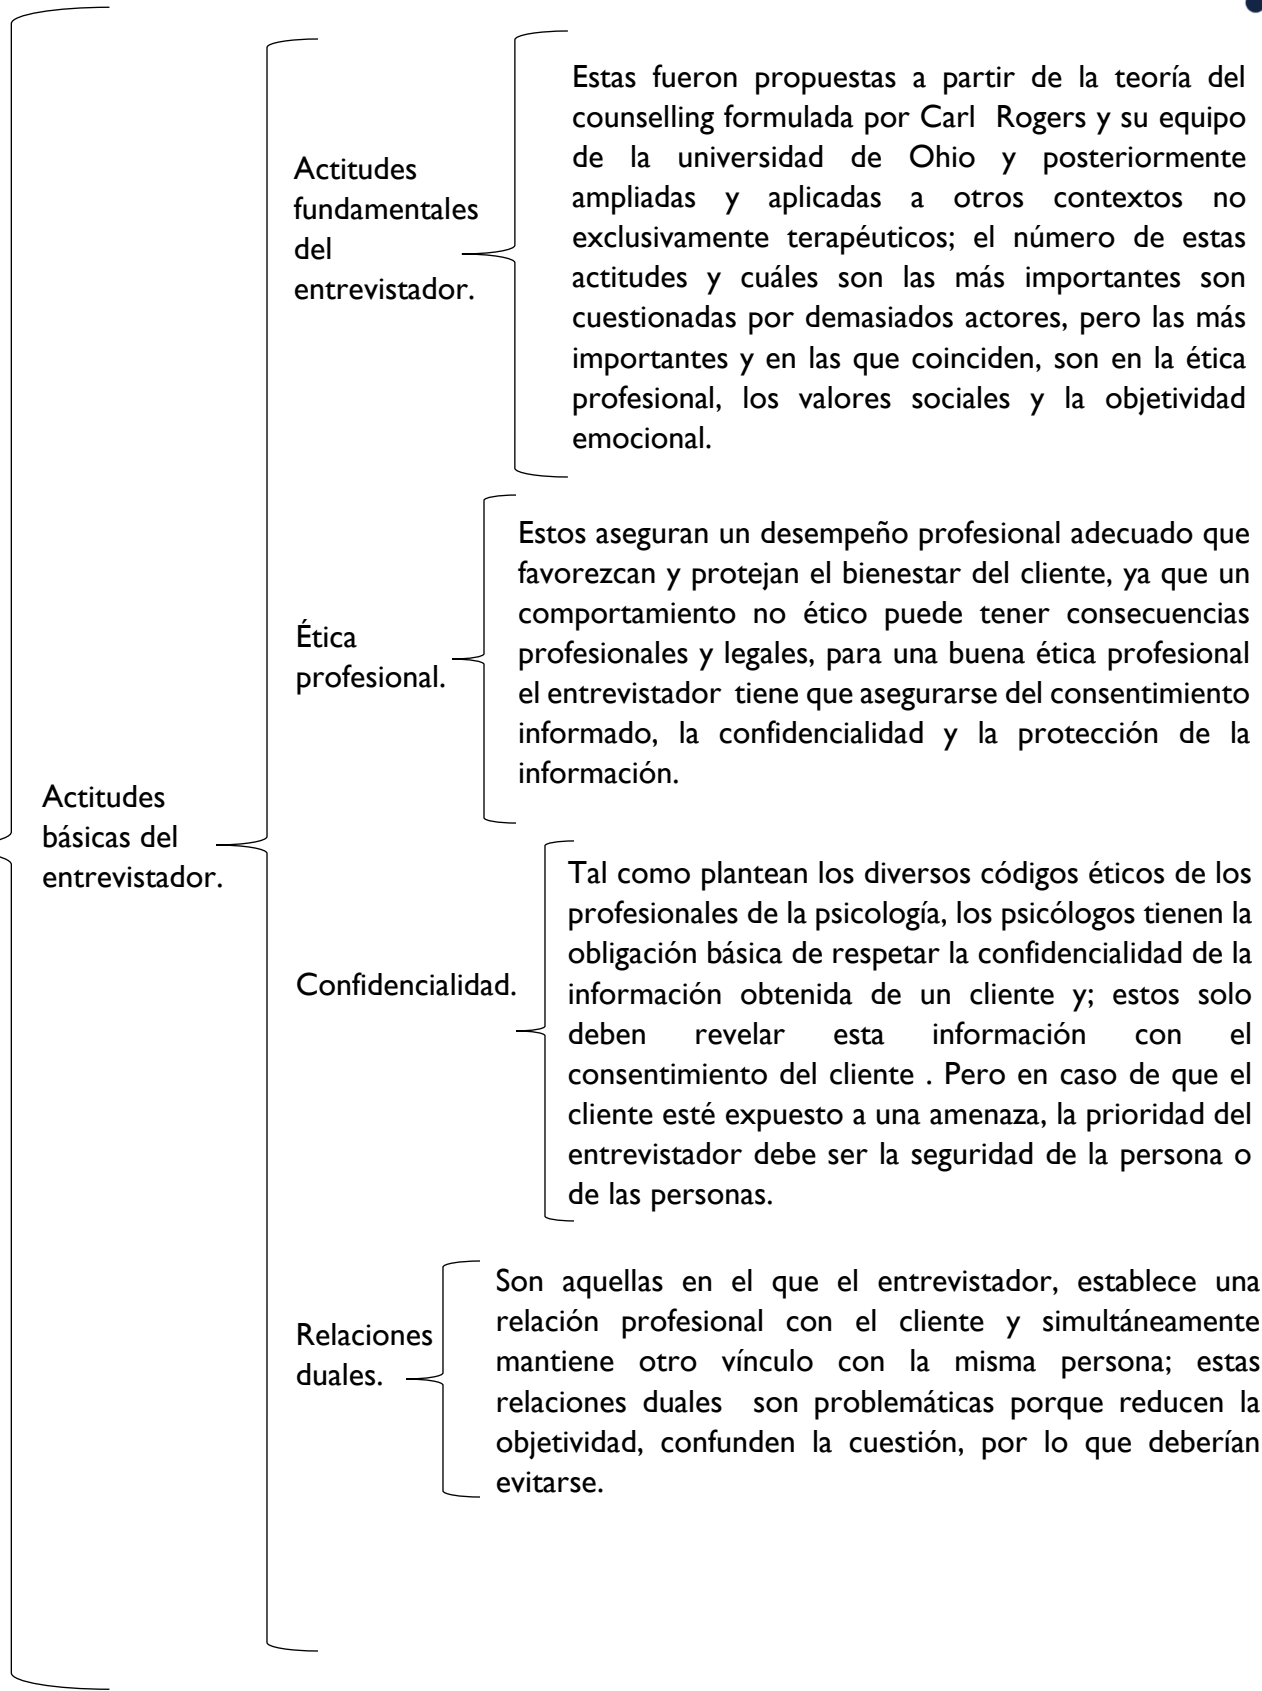 Actitudes
básicas del
entrevistador.
Actitudes
fundamentales
del
entrevistador.
Estas fueron propuestas a partir de la teoría del
counselling formulada por Carl Rogers y su equipo
de la universidad de Ohio y posteriormente
ampliadas y aplicadas a otros contextos no
exclusivamente terapéuticos; el número de estas
actitudes y cuáles son las más importantes son
cuestionadas por demasiados actores, pero las más
importantes y en las que coinciden, son en la ética
profesional, los valores sociales y la objetividad
emocional.
Ética
profesional.
Estos aseguran un desempeño profesional adecuado que
favorezcan y protejan el bienestar del cliente, ya que un
comportamiento no ético puede tener consecuencias
profesionales y legales, para una buena ética profesional
el entrevistador tiene que asegurarse del consentimiento
informado, la confidencialidad y la protección de la
información.
Confidencialidad.
Tal como plantean los diversos códigos éticos de los
profesionales de la psicología, los psicólogos tienen la
obligación básica de respetar la confidencialidad de la
información obtenida de un cliente y; estos solo
deben revelar esta información con el
consentimiento del cliente . Pero en caso de que el
cliente esté expuesto a una amenaza, la prioridad del
entrevistador debe ser la seguridad de la persona o
de las personas.
Relaciones
duales.
Son aquellas en el que el entrevistador, establece una
relación profesional con el cliente y simultáneamente
mantiene otro vínculo con la misma persona; estas
relaciones duales son problemáticas porque reducen la
objetividad, confunden la cuestión, por lo que deberían
evitarse.